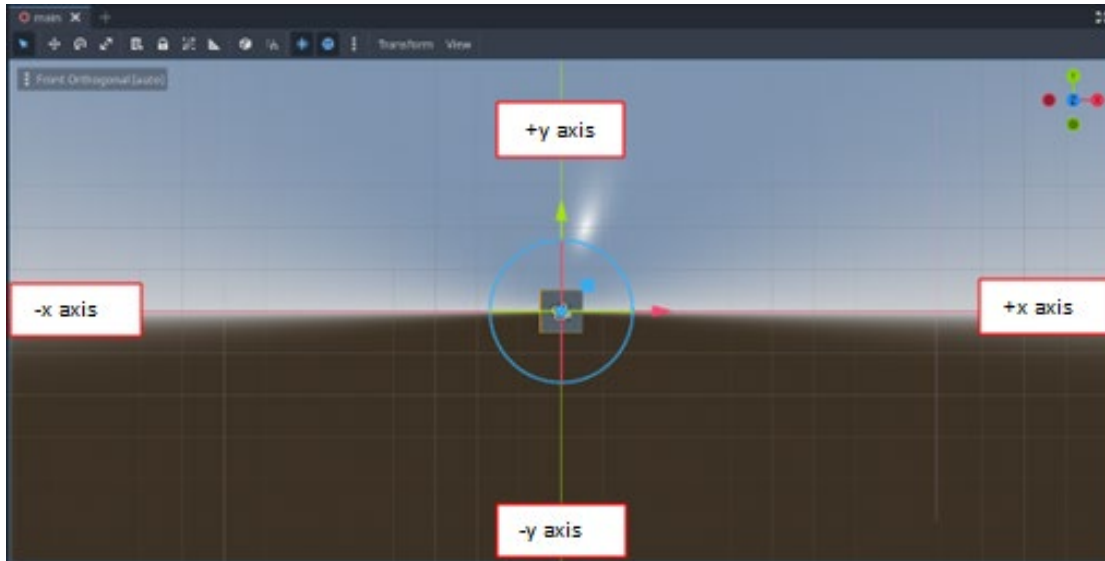 main
Transform View
Front Orthogonal [auto]
Y
+y axis
Z X
-x axis
+x axis
-y axis